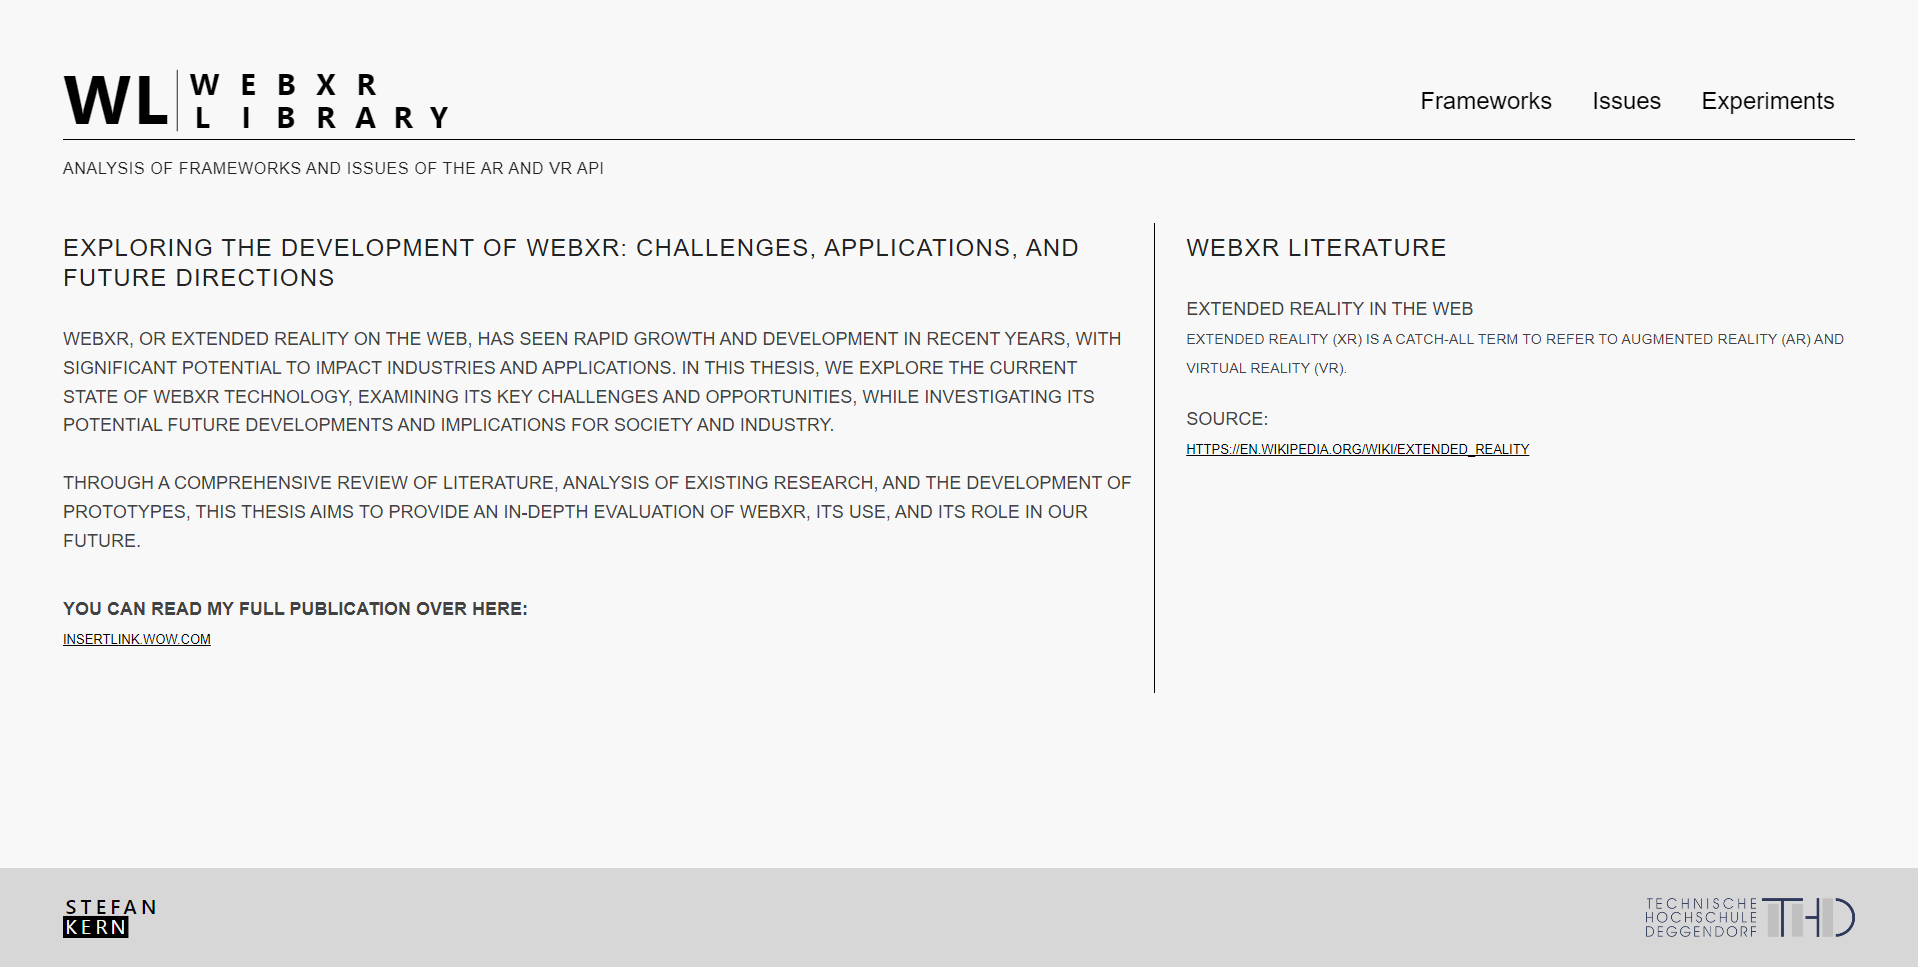 WL WEBXR
LIBRARY
Frameworks Issues Experiments
ANALYSIS OF FRAMEWORKS AND ISSUES OF THE AR AND VR API
EXPLORING THE DEVELOPMENT OF WEBXR: CHALLENGES, APPLICATIONS, AND
FUTURE DIRECTIONS
WEBXR, OR EXTENDED REALITY ON THE WEB, HAS SEEN RAPID GROWTH AND DEVELOPMENT IN RECENT YEARS, WITH
SIGNIFICANT POTENTIAL TO IMPACT INDUSTRIES AND APPLICATIONS. IN THIS THESIS, WE EXPLORE THE CURRENT
STATE OF WEBXR TECHNOLOGY, EXAMINING ITS KEY CHALLENGES AND OPPORTUNITIES, WHILE INVESTIGATING ITS
POTENTIAL FUTURE DEVELOPMENTS AND IMPLICATIONS FOR SOCIETY AND INDUSTRY.
THROUGH A COMPREHENSIVE REVIEW OF LITERATURE, ANALYSIS OF EXISTING RESEARCH, AND THE DEVELOPMENT OF
PROTOTYPES, THIS THESIS AIMS TO PROVIDE AN IN-DEPTH EVALUATION OF WEBXR, ITS USE, AND ITS ROLE IN OUR
FUTURE.
YOU CAN READ MY FULL PUBLICATION OVER HERE:
INSERTLINK.WOW.COM
WEBXR LITERATURE
EXTENDED REALITY IN THE WEB
EXTENDED REALITY (XR) IS A CATCH-ALL TERM TO REFER TO AUGMENTED REALITY (AR) AND
VIRTUAL REALITY (VR).
SOURCE:
HTTPS://EN.WIKIPEDIA.ORG/WIKI/EXTENDED_REALITY
STEFAN
KERN
TECHNISCHE
HOCHSCHULE
DEGGENDORF
THD